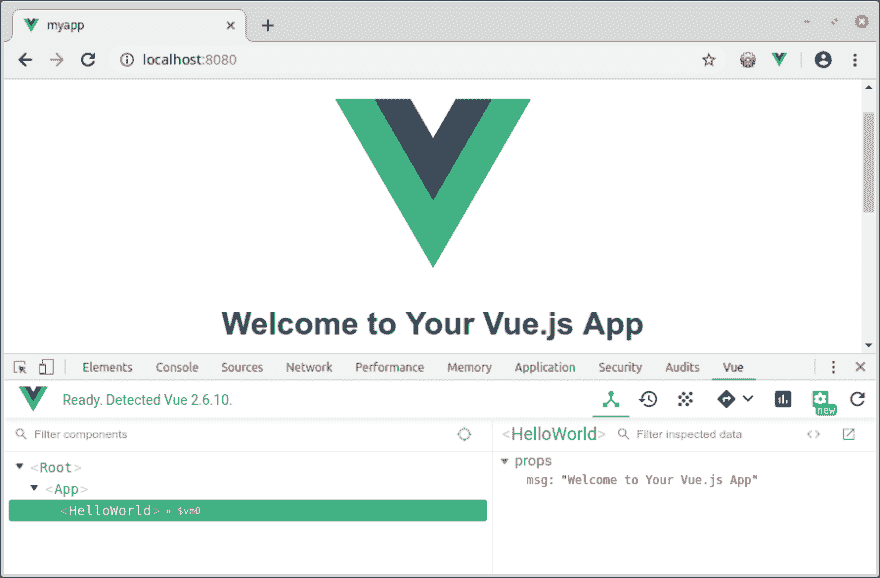 myapp
localhost:8080
Welcome to Your Vue.js App
Elements Console Sources Network Performance Memory Application Security Audits Vue
Ready. Detected Vue 2.6.10.
new
Filter components
<HelloWorld> Filter inspected data
<Root>
props
<App>
msg: "Welcome to Your Vue.js App"
<HelloWorld> = $vm0